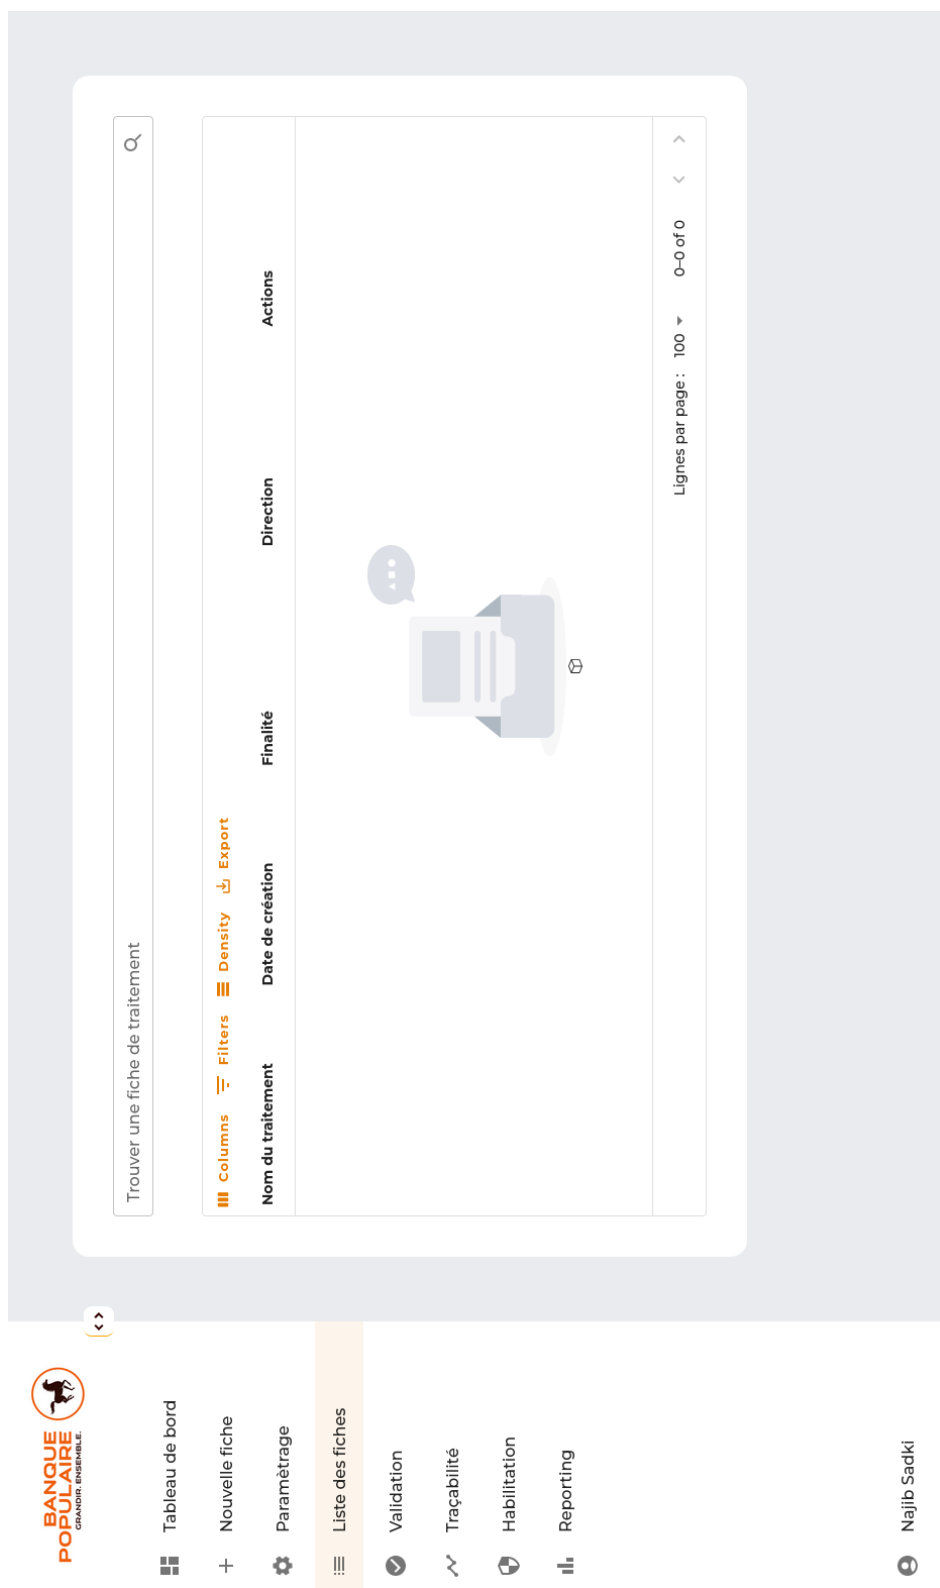 BANQUE
POPULAIRE
GRANDIR. ENSEMBLE.
Tableau de bord
Nouvelle fiche
Paramètrage
Liste des fiches
Validation
Traçabilité
Habilitation
Reporting
Najib Sadki
Trouver une fiche de traitement
Columns Filters Density Export
Nom du traitement Date de création Finalité Direction Actions
Lignes par page : 100 0–0 of 0